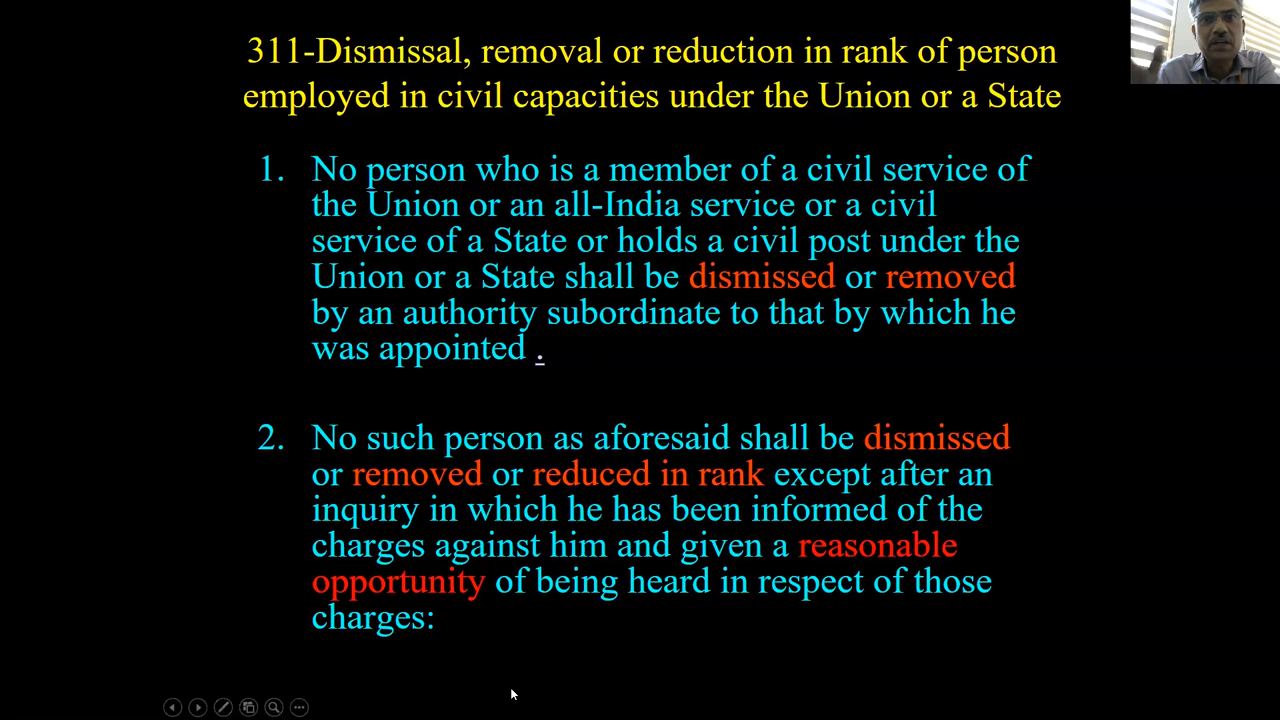 311-Dismissal, removal or reduction in rank of person
employed in civil capacities under the Union or a State
1. No person who is a member of a civil service of
the Union or an all-India service or a civil
service of a State or holds a civil post under the
Union or a State shall be dismissed or removed
by an authority subordinate to that by which he
was appointed .
2. No such person as aforesaid shall be dismissed
or removed or reduced in rank except after an
inquiry in which he has been informed of the
charges against him and given a reasonable
opportunity of being heard in respect of those
charges: